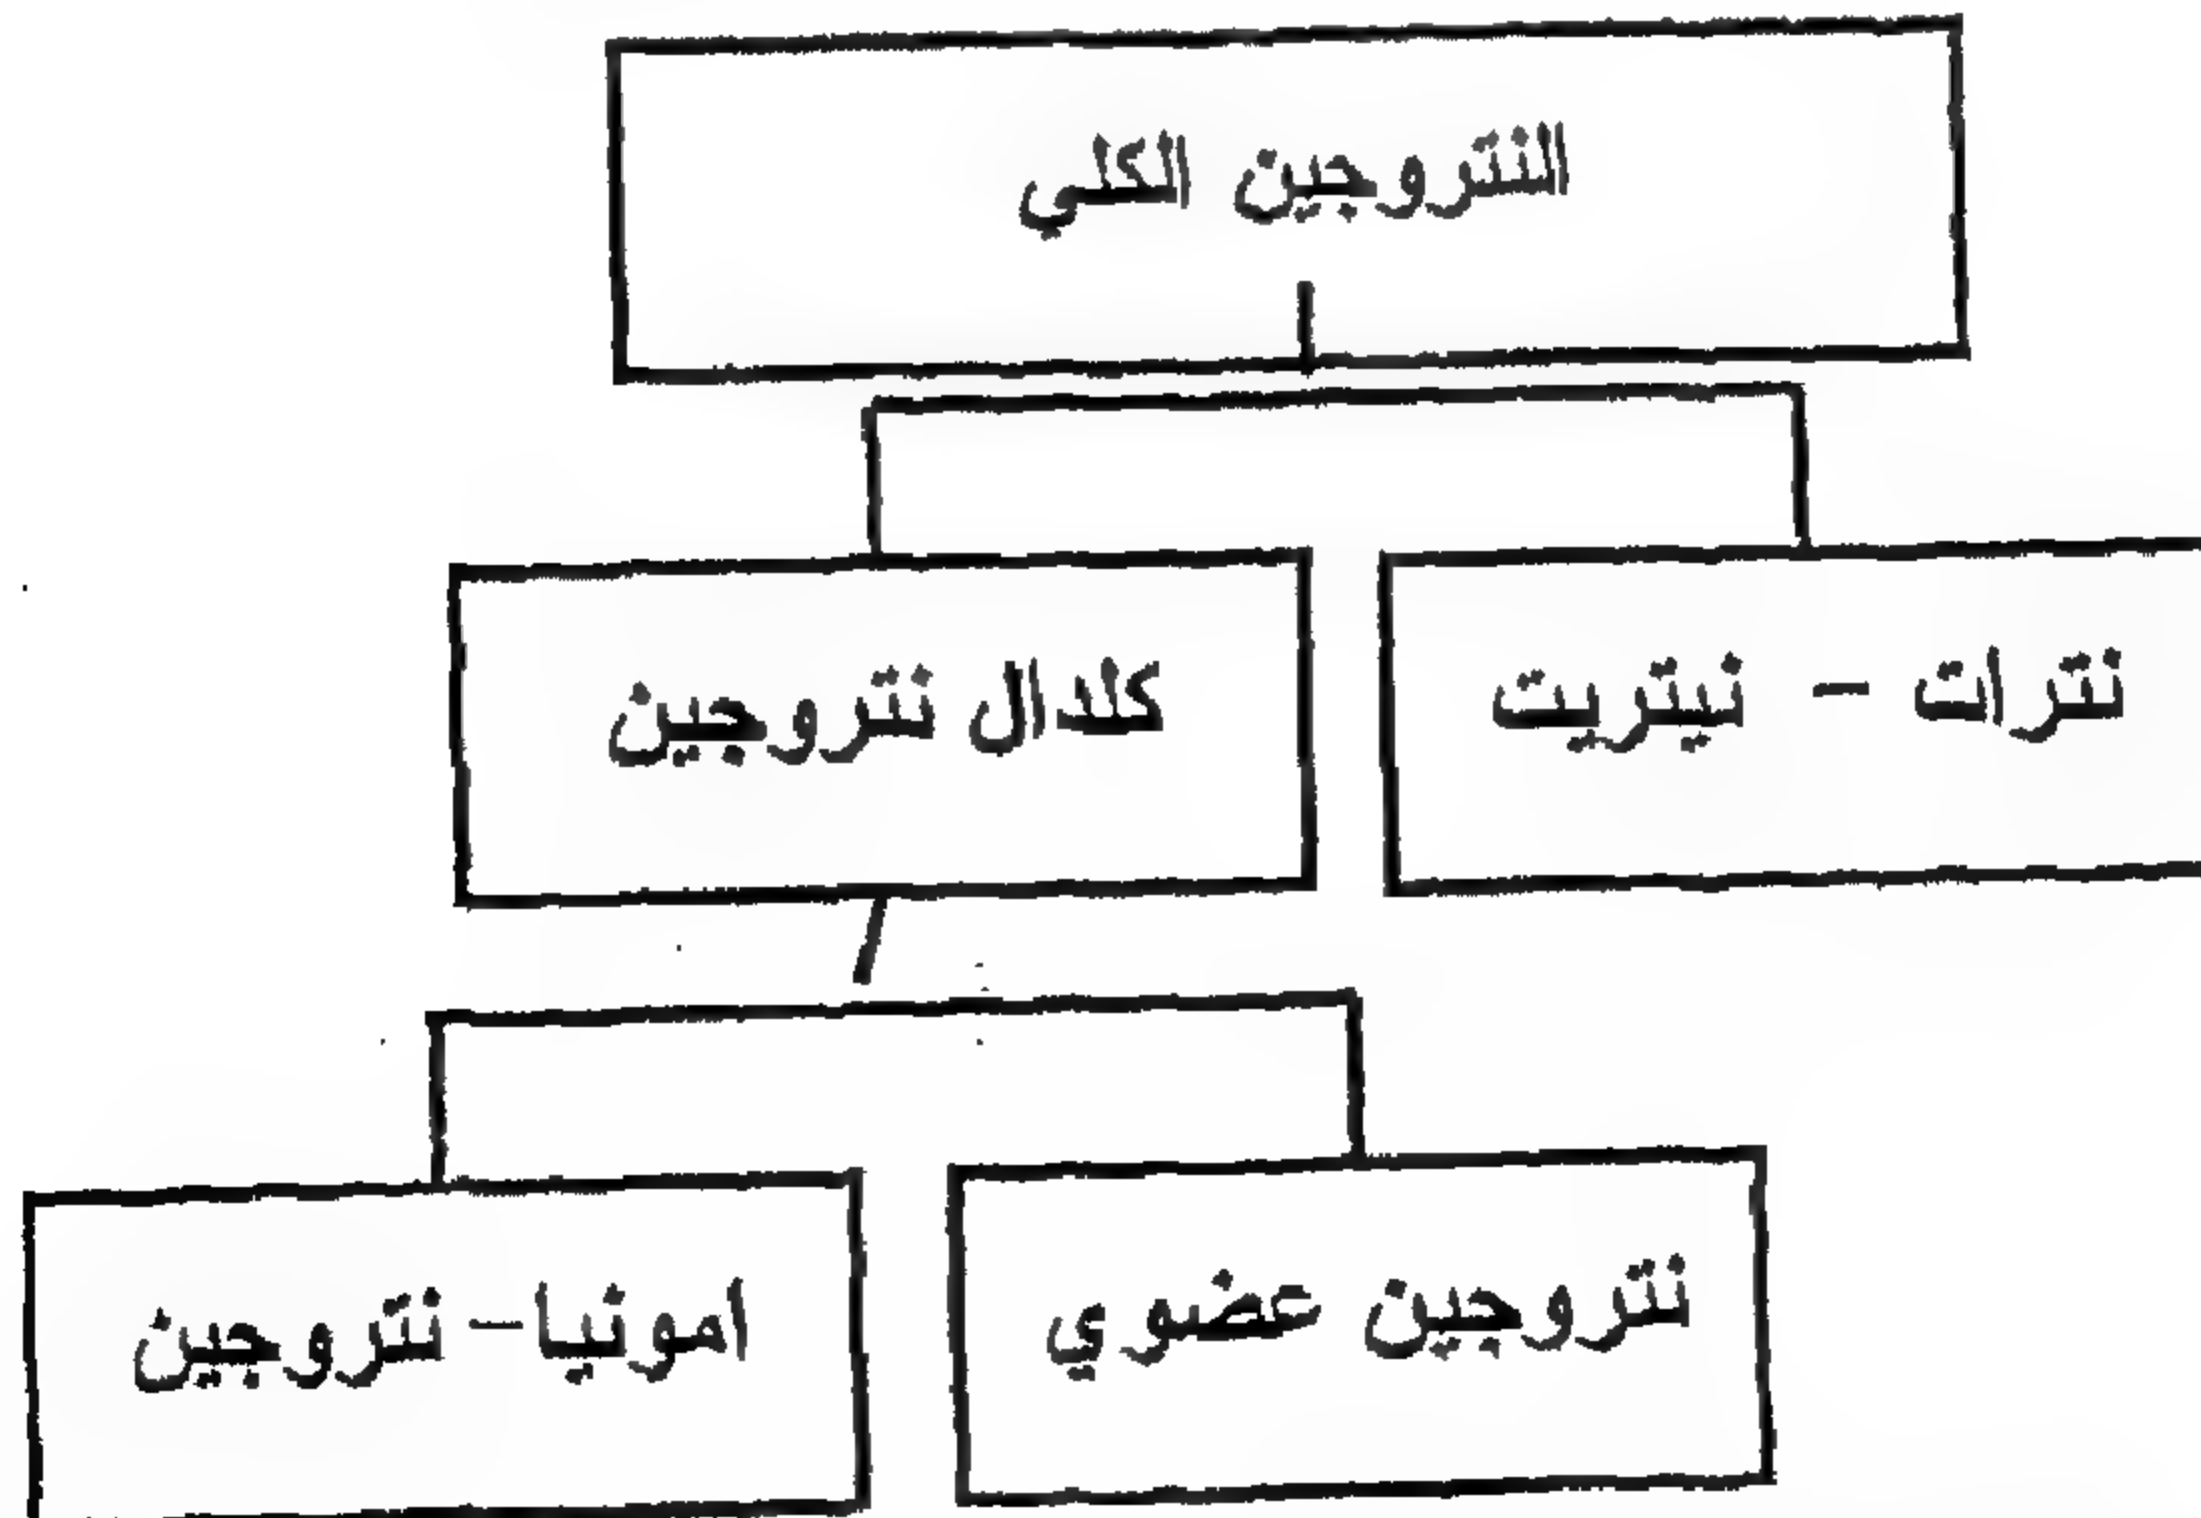 النتروجين الكلي
نترات - نيتريت
كلدال نتروجين
نتروجين عضوي
امونيا- نتروجين